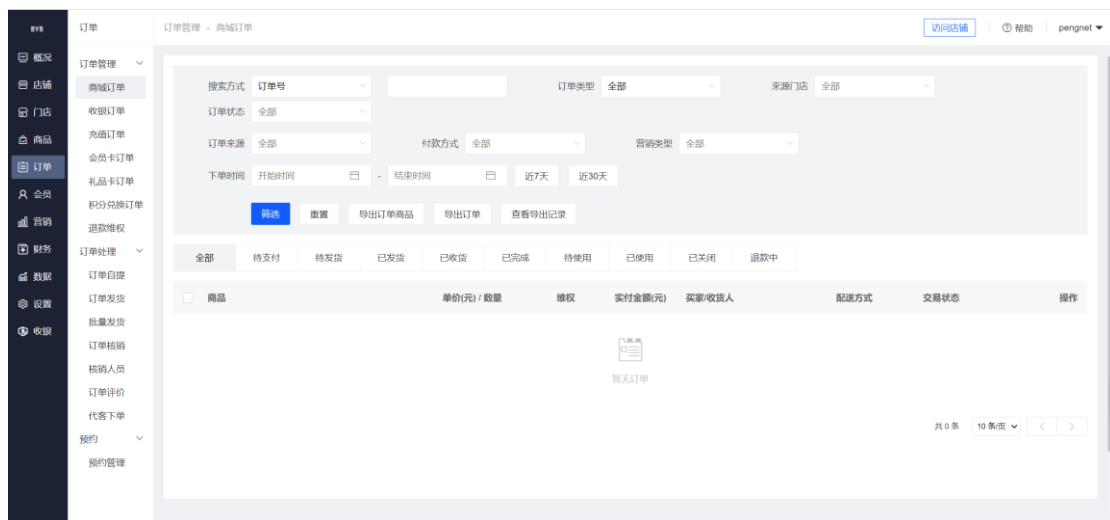 BYB
概况
店铺
门店
商品
订单
会员
营销
财务
数据
设置
收银
订单
订单管理
商城订单
收银订单
充值订单
会员卡订单
礼品卡订单
积分兑换订单
退款维权
订单处理
订单自提
订单发货
批量发货
订单核销
核销人员
订单评价
代客下单
预约
预约管理
订单管理 - 商城订单 访问店铺 帮助 pengnet
搜索方式 订单号 订单类型 全部 来源门店 全部
订单状态 全部
订单来源 全部 付款方式 全部 营销类型 全部
下单时间 开始时间 - 结束时间 近7天 近30天
筛选 重置 导出订单商品 导出订单 查看导出记录
全部 待支付 待发货 已发货 已收货 已完成 待使用 已使用 已关闭 退款中
商品 单价(元) / 数量 维权 实付金额(元) 买家/收货人 配送方式 交易状态 操作
暂无订单
共 0 条 10 条/页